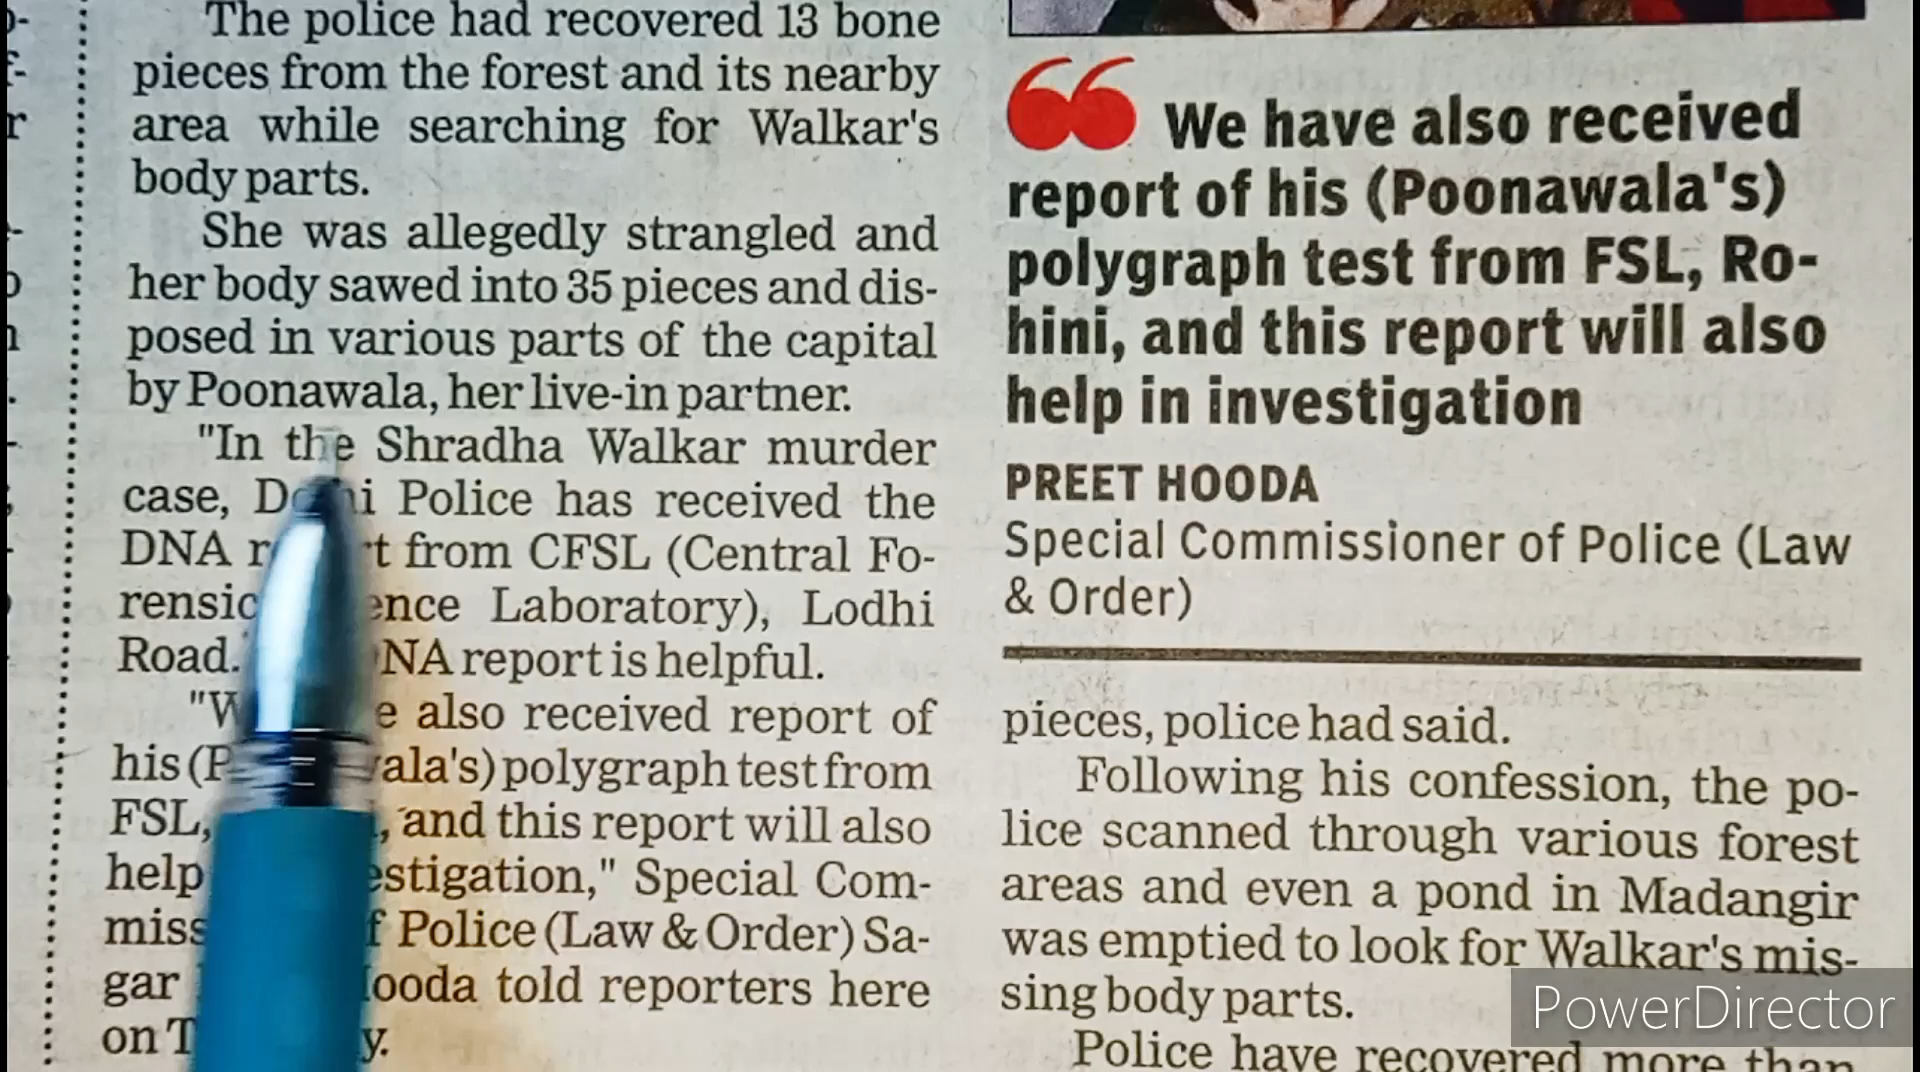 The police had recovered 13 bone
pieces from the forest and its nearby
area while searching for Walkar's
body parts.
She was allegedly strangled and
her body sawed into 35 pieces and dis-
posed in various parts of the capital
by Poonawala, her live-in partner.
"In the Shradha Walkar murder
case, Police has received the
DNA from CFSL (Central Fo-
rensic Laboratory), Lodhi
Road. report is helpful.
also received report of
his polygraph test from
FSL, and this report will also
help Special Com-
Police (Law & Order) Sa-
gar told reporters here
on
We have also received
report of his (Poonawala's)
polygraph test from FSL, Ro-
hini, and this report will also
help in investigation
PREET HOODA
Special Commissioner of Police (Law
& Order)
pieces, police had said.
Following his confession, the po-
lice scanned through various forest
areas and even a pond in Madangir
was emptied to look for Walkar's mis-
sing body parts.
Police have recovered more than
PowerDirector